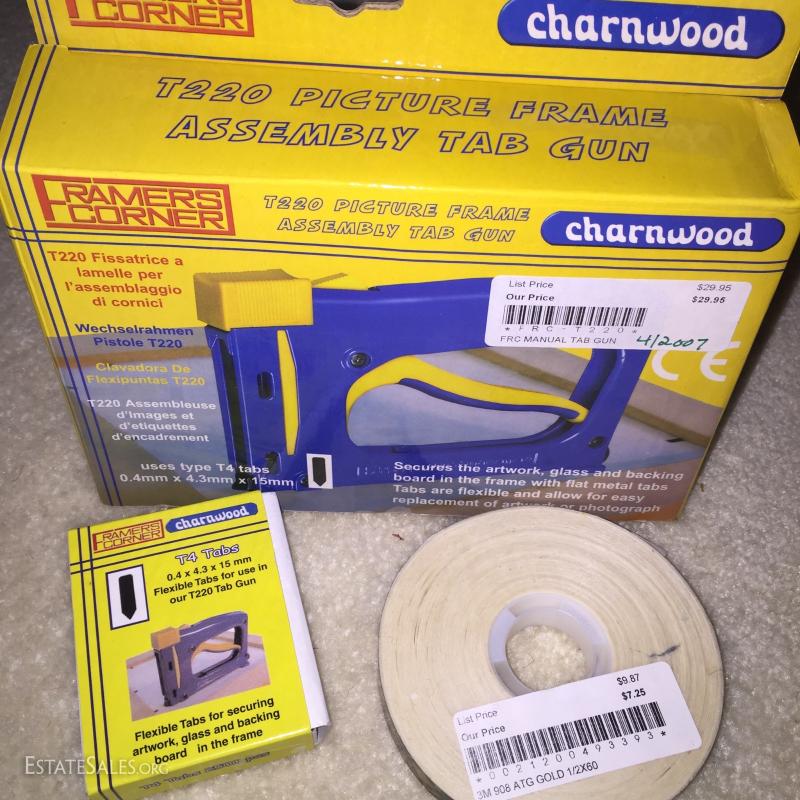 FRAMERS
CORNER
charnwood
T220 PICTURE FRAME
ASSEMBLY TAB GUN
FRAMERS
CORNER
T220 PICTURE FRAME
ASSEMBLY TAB GUN
charnwood
T220 Fissatrice a
lamelle per
l'assemblaggio
di cornici
Wechselrahmen
Pistole T220
Clavadora De
Flexipuntas T220
T220 Assembleuse
d'images et
d'etiquettes
d'encadrement
uses type T4 tabs
0.4mm x 4.3mm x 15mm
List Price $29.95
Our Price $29.95
*FRC-T220*
FRC MANUAL TAB GUN
4/2007
CE
Secures the artwork, glass and backing
board in the frame with flat metal tabs
Tabs are flexible and allow for easy
replacement of artwork or photograph
FRAMERS
CORNER
charnwood
T4 Tabs
0.4 x 4.3 x 15 mm
Flexible Tabs for use in
our T220 Tab Gun
Flexible Tabs for securing
artwork, glass and backing
board in the frame
T4 Tabs
List Price $9.87
Our Price $7.25
*00212004933​93*
3M 908 ATG GOLD 1/2X60
ESTATESALES.ORG